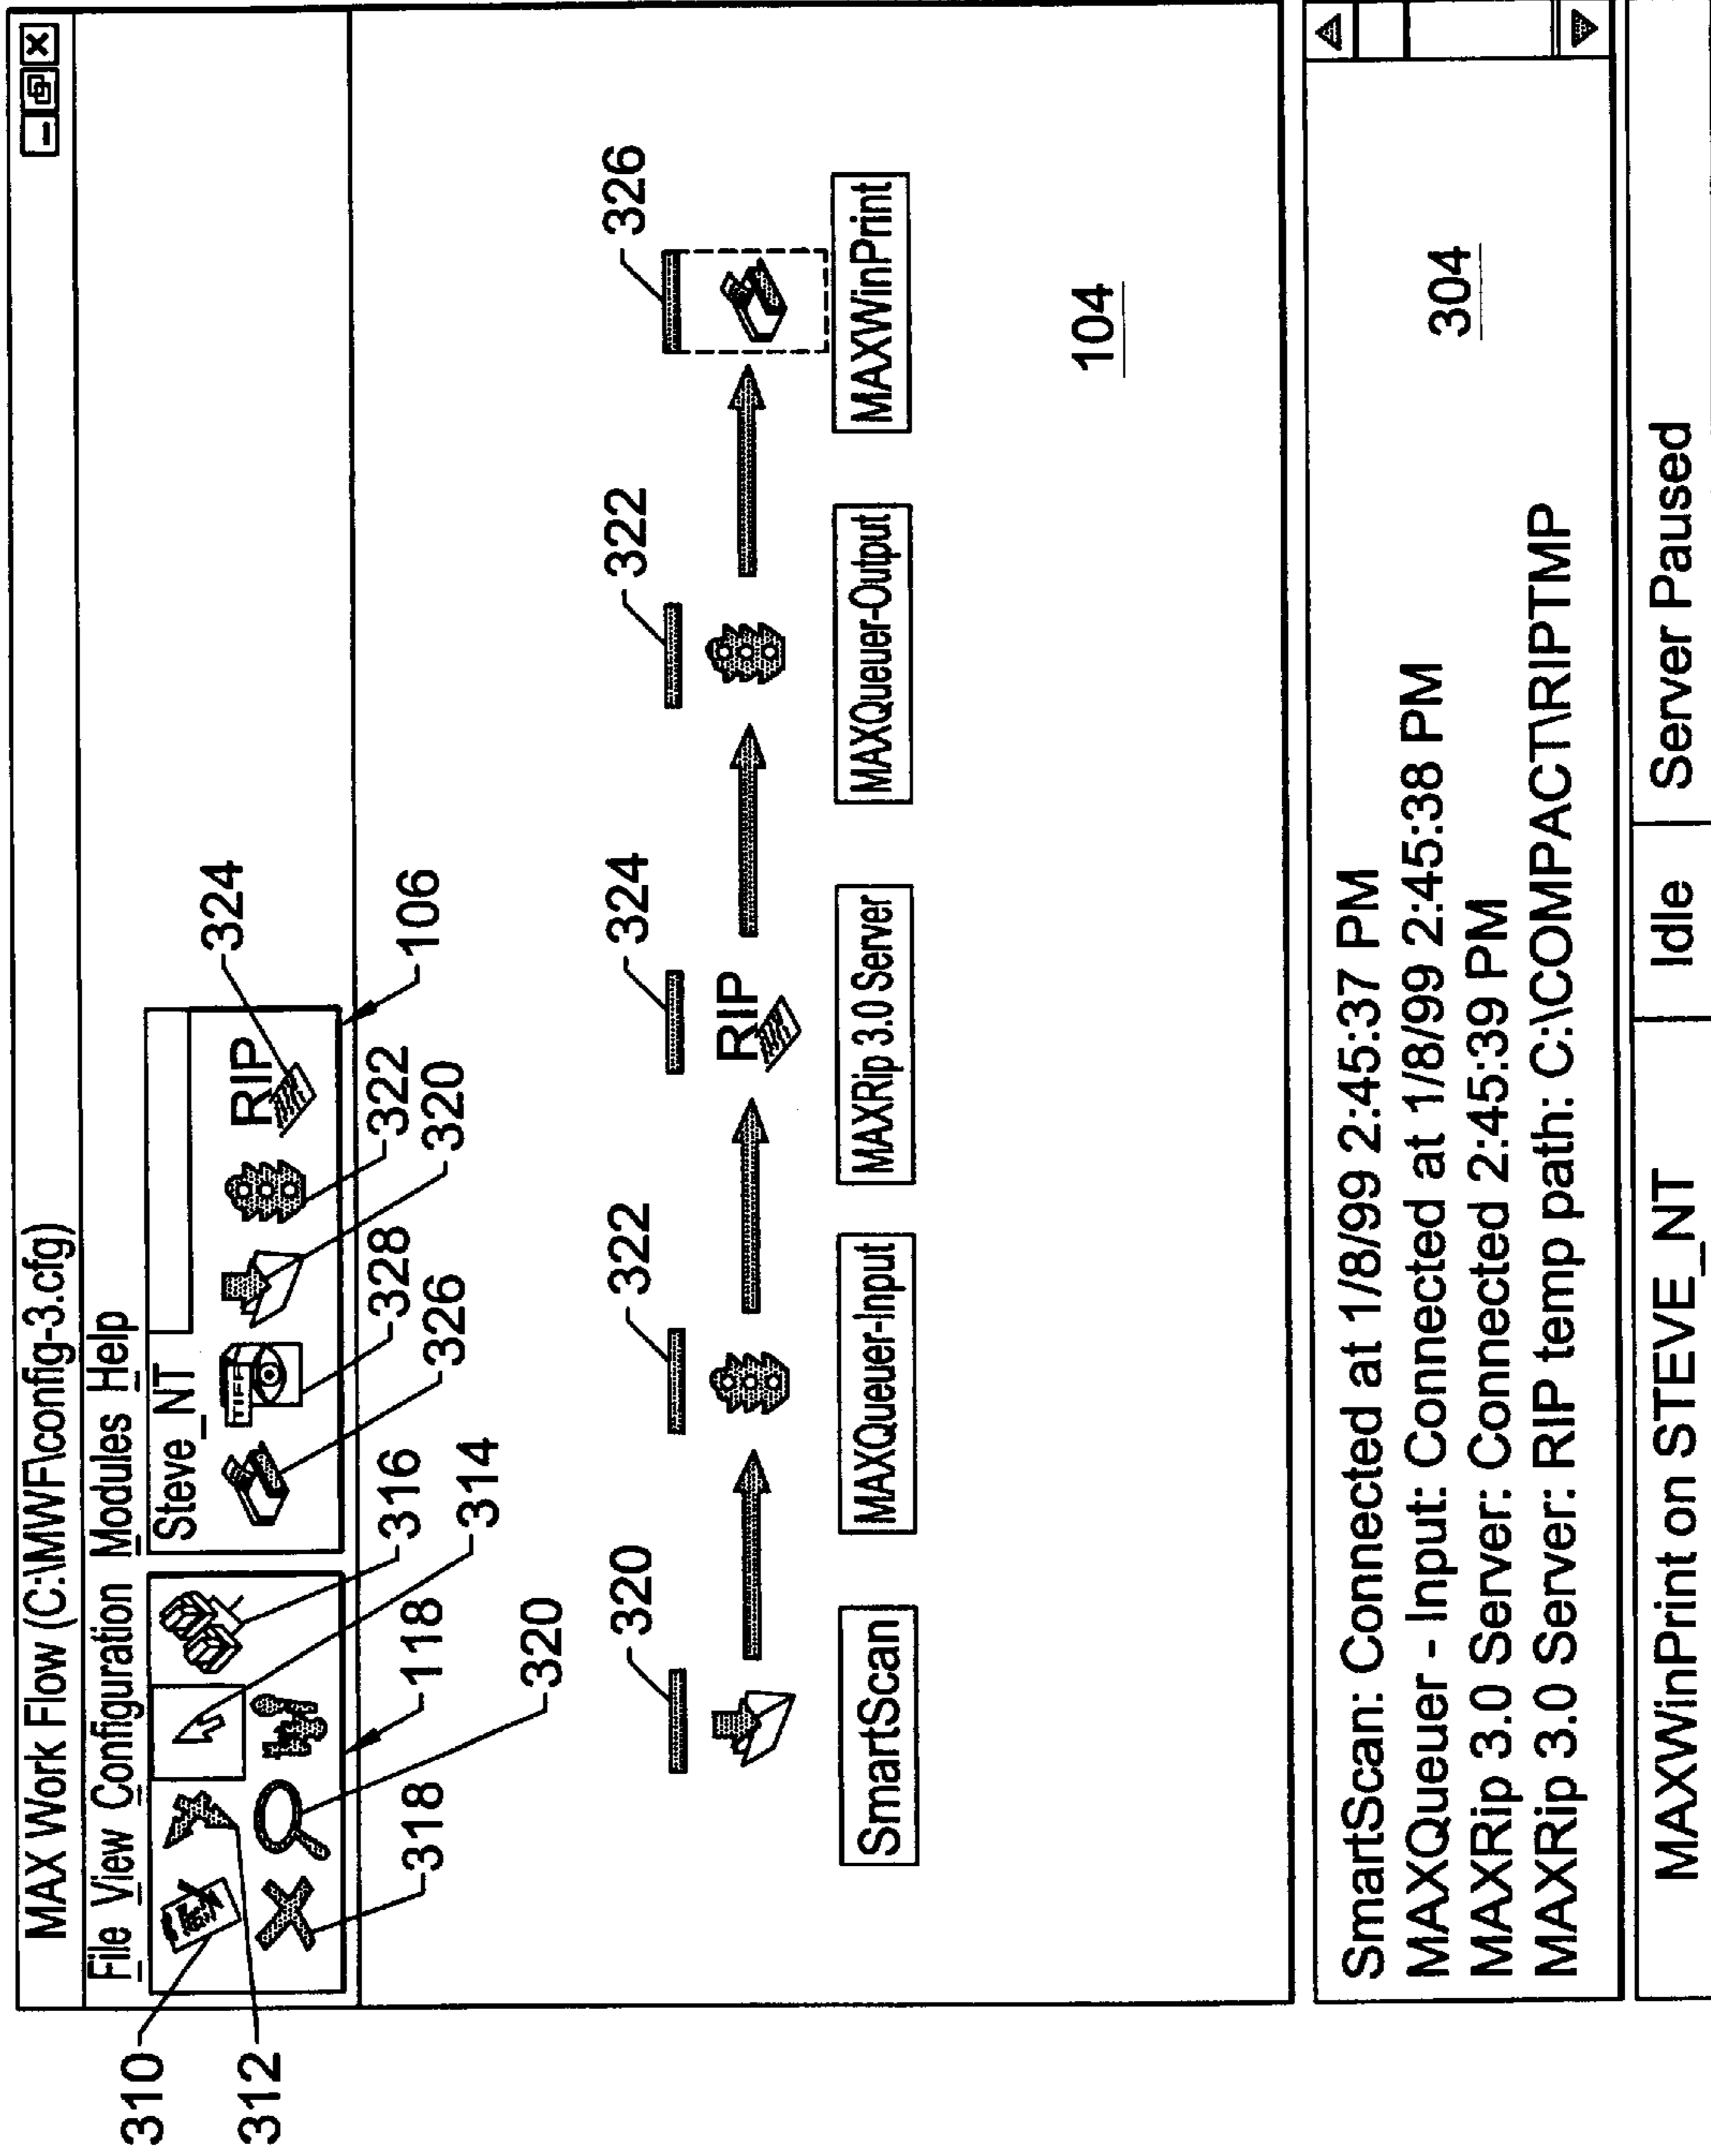 MAX Work Flow (C:\MWF\config-3.cfg)
File View Configuration Modules Help
Steve_NT
TIFF
RIP
324
106
310
312
316
314
118
318
320
326
328
322
320
320
322
324
322
326
RIP
SmartScan
MAXQueuer-Input
MAXRip 3.0 Server
MAXQueuer-Output
MAXWinPrint
104
SmartScan: Connected at 1/8/99 2:45:37 PM
MAXQueuer - Input: Connected at 1/8/99 2:45:38 PM
MAXRip 3.0 Server: Connected 2:45:39 PM
MAXRip 3.0 Server: RIP temp path: C:\COMPACT\RIPTMP
304
MAXWinPrint on STEVE_NT
Idle
Server Paused